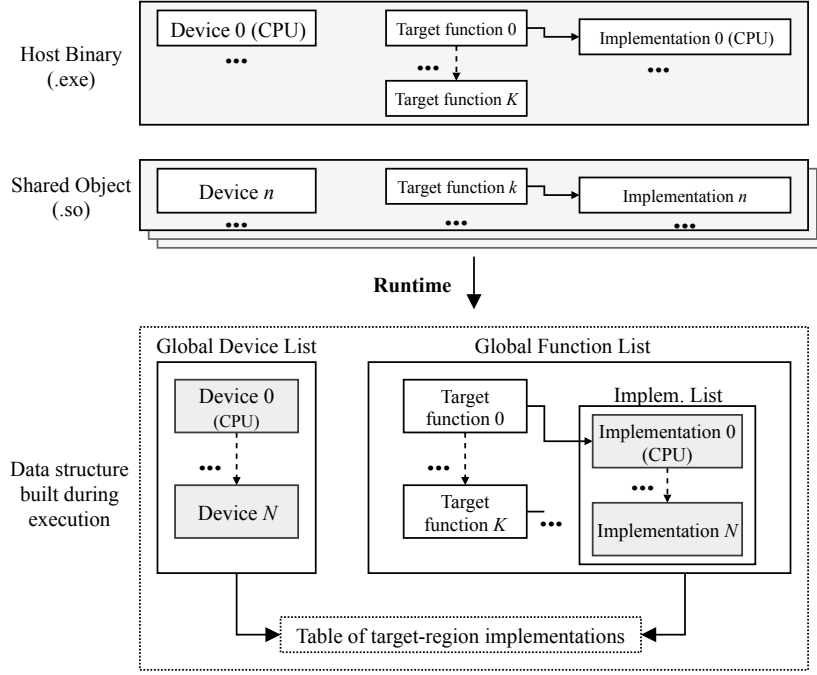 Host Binary
(.exe)
Device 0 (CPU)
...
Target function 0
...
Target function K
Implementation 0 (CPU)
...
Shared Object
(.so)
Device n
...
Target function k
...
Implementation n
...
Runtime
Data structure
built during
execution
Global Device List
Device 0
(CPU)
...
Device N
Global Function List
Target
function 0
...
Target
function K
...
Implem. List
Implementation 0
(CPU)
...
Implementation N
Table of target-region implementations